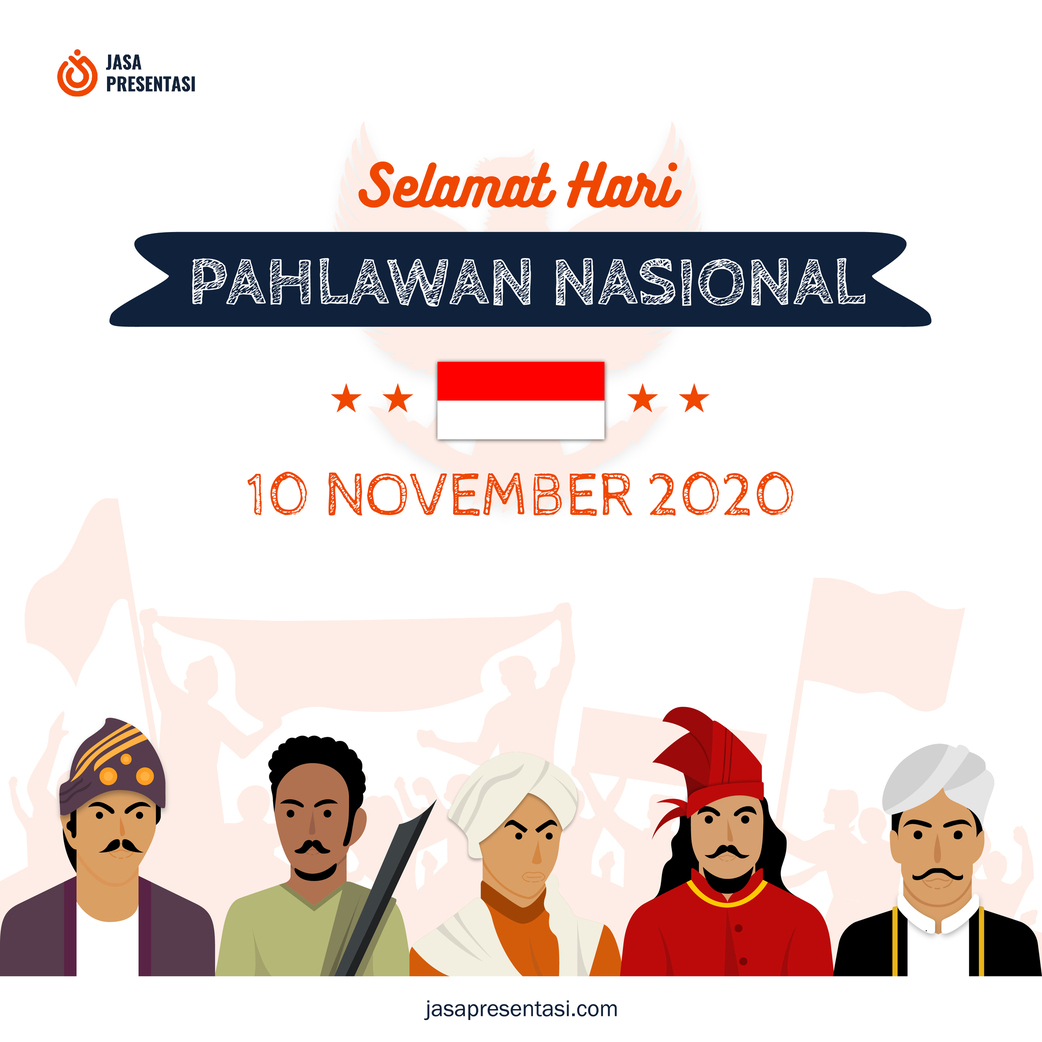 JASA
PRESENTASI
Selamat Hari
PAHLAWAN NASIONAL
10 NOVEMBER 2020
jasapresentasi.com